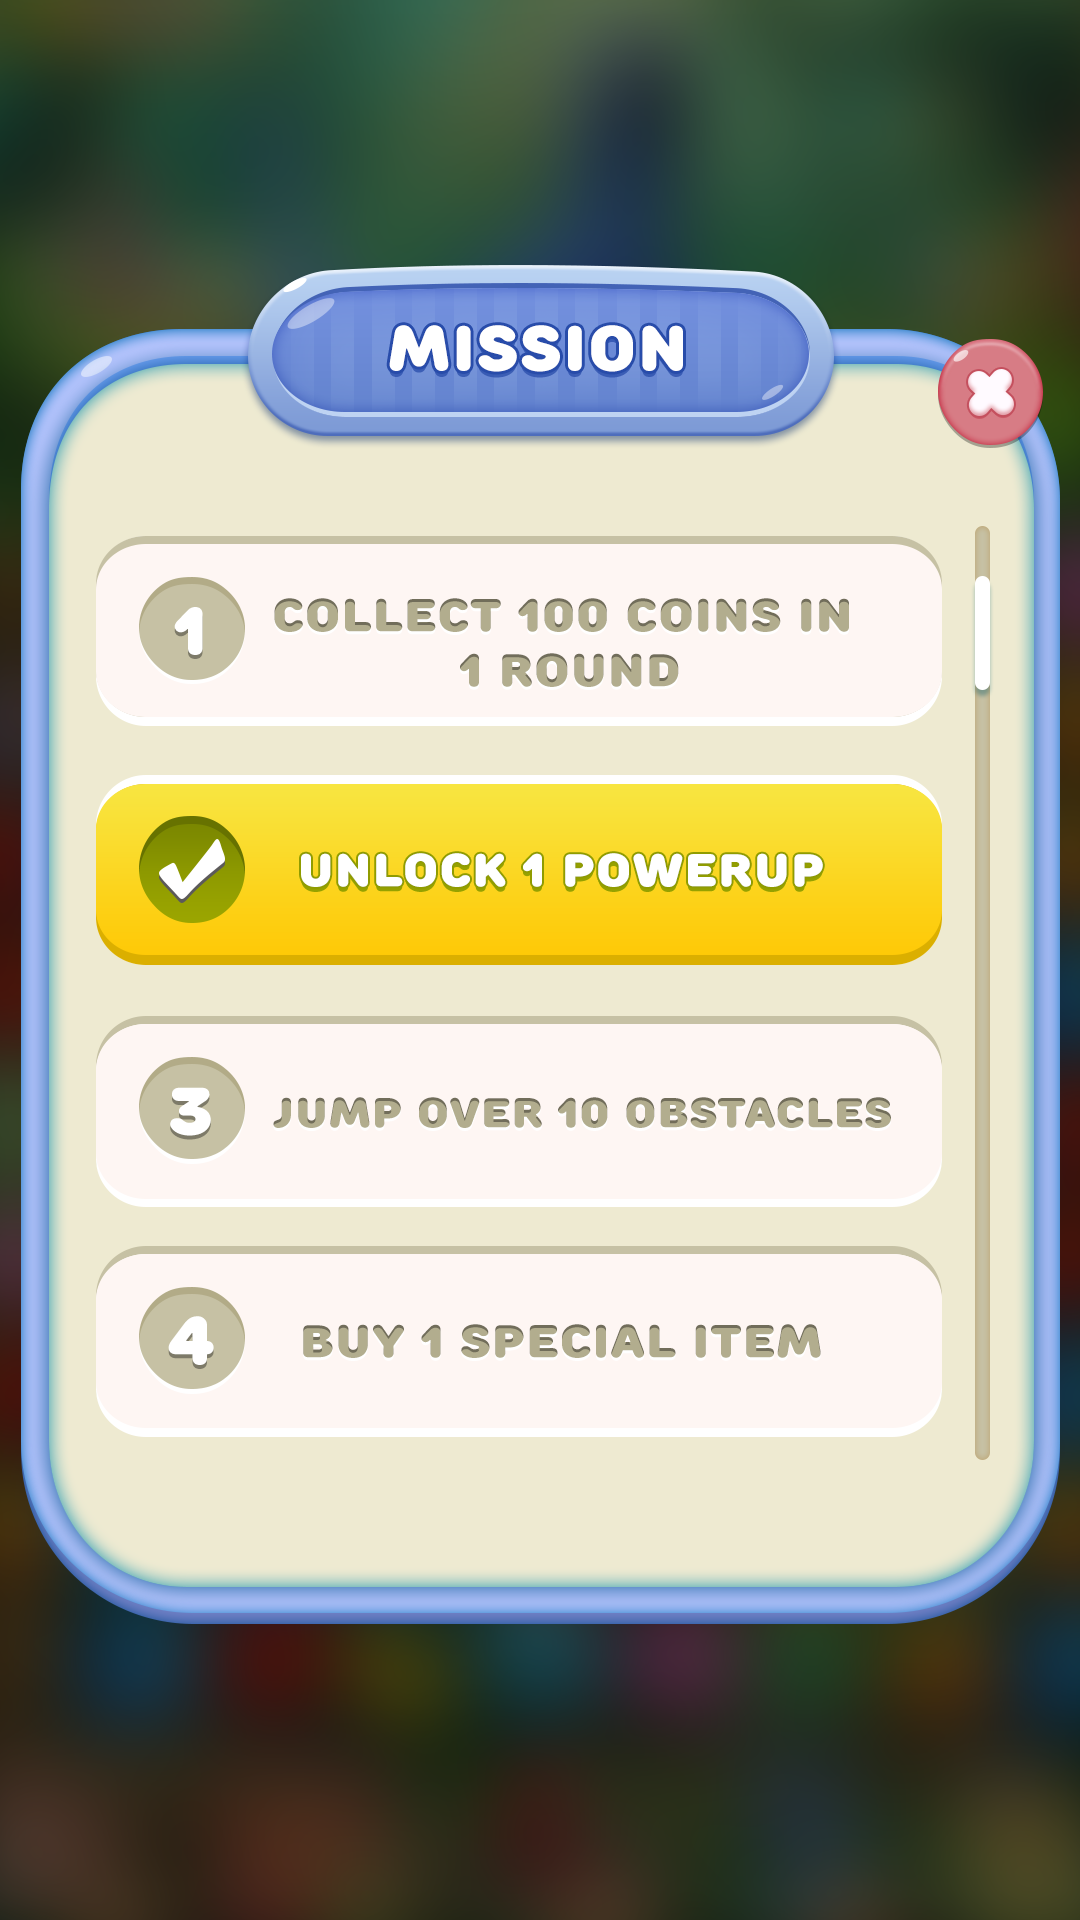 MISSION
1
COLLECT 100 COINS IN
1 ROUND
UNLOCK 1 POWERUP
3
JUMP OVER 10 OBSTACLES
4
BUY 1 SPECIAL ITEM